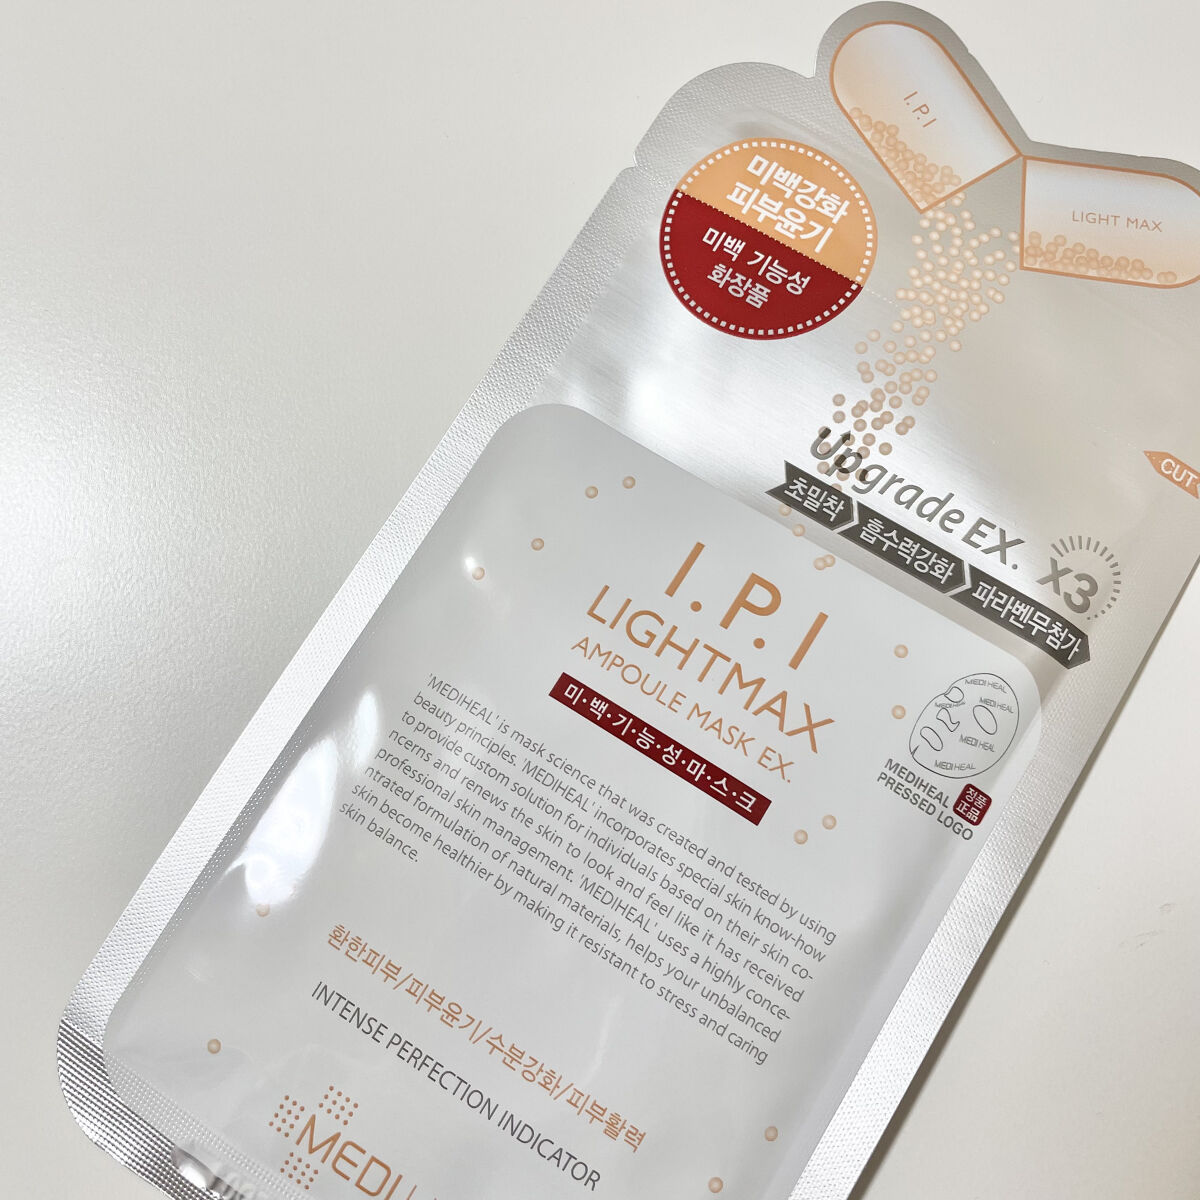 I.P.I
LIGHT MAX
미백강화
피부윤기
미백 기능성
화장품
CUT
Upgrade EX. x3
초밀착 흡수력강화 파라벤무첨가
I.P.I
LIGHTMAX
AMPOULE MASK EX.
미·백·기·능·성·마·스·크
MEDIHEAL
MEDIHEAL
MEDIHEAL
MEDIHEAL
MEDIHEAL
MEDIHEAL
PRESSED LOGO
정품
正品
'MEDIHEAL' is mask science that was created and tested by using
beauty principles. 'MEDIHEAL' incorporates special skin know-how
to provide custom solution for individuals based on their skin co-
ncerns and renews the skin to look and feel like it has received
professional skin management. 'MEDIHEAL' uses a highly conce-
ntrated formulation of natural materials, helps your unbalanced
skin become healthier by making it resistant to stress and caring
skin balance.
환한피부/피부윤기/수분강화/피부활력
INTENSE PERFECTION INDICATOR
MEDI